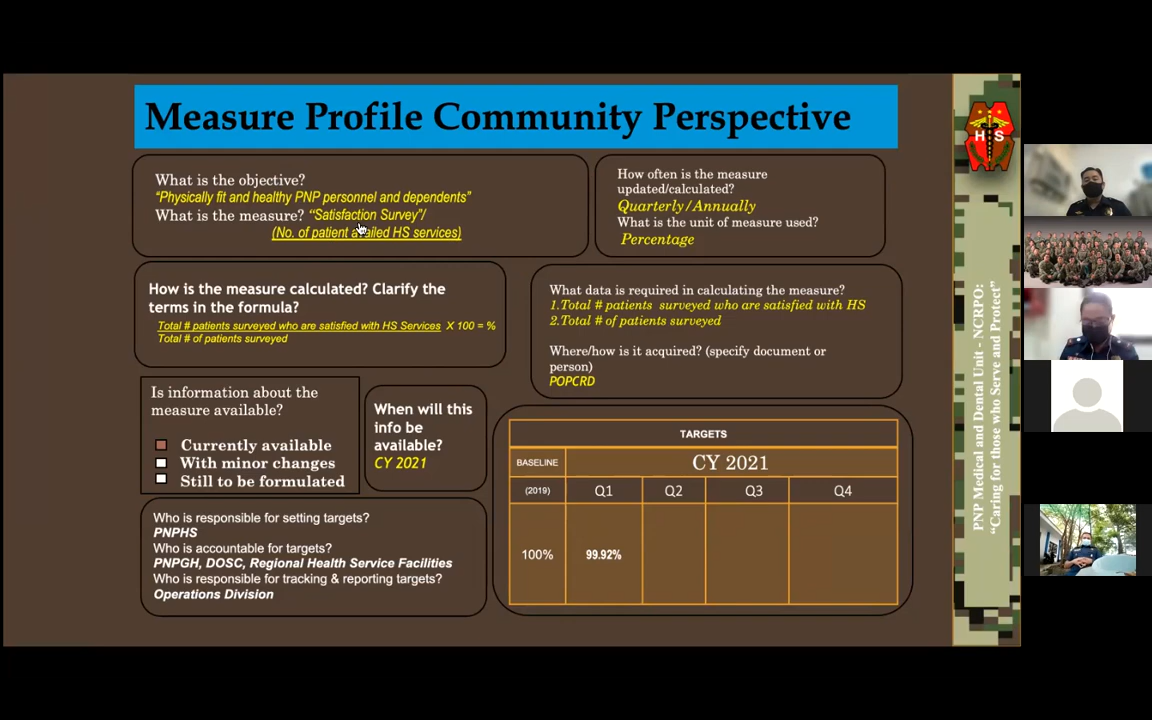 Measure Profile Community Perspective
What is the objective?
“Physically fit and healthy PNP personnel and dependents”
What is the measure? “Satisfaction Survey”/
(No. of patient availed HS services)
How often is the measure
updated/calculated?
Quarterly/Annually
What is the unit of measure used?
Percentage
How is the measure calculated? Clarify the
terms in the formula?
Total # patients surveyed who are satisfied with HS Services X 100 = %
Total # of patients surveyed
What data is required in calculating the measure?
1.Total # patients surveyed who are satisfied with HS
2.Total # of patients surveyed
Where/how is it acquired? (specify document or
person)
POPCRD
Is information about the
measure available?
Currently available
With minor changes
Still to be formulated
When will this
info be
available?
CY 2021
Who is responsible for setting targets?
PNPHS
Who is accountable for targets?
PNPGH, DOSC, Regional Health Service Facilities
Who is responsible for tracking & reporting targets?
Operations Division
TARGETS
BASELINE CY 2021
(2019) Q1 Q2 Q3 Q4
100% 99.92%
H S
PNP Medical and Dental Unit - NCRPO:
“Caring for those who Serve and Protect”